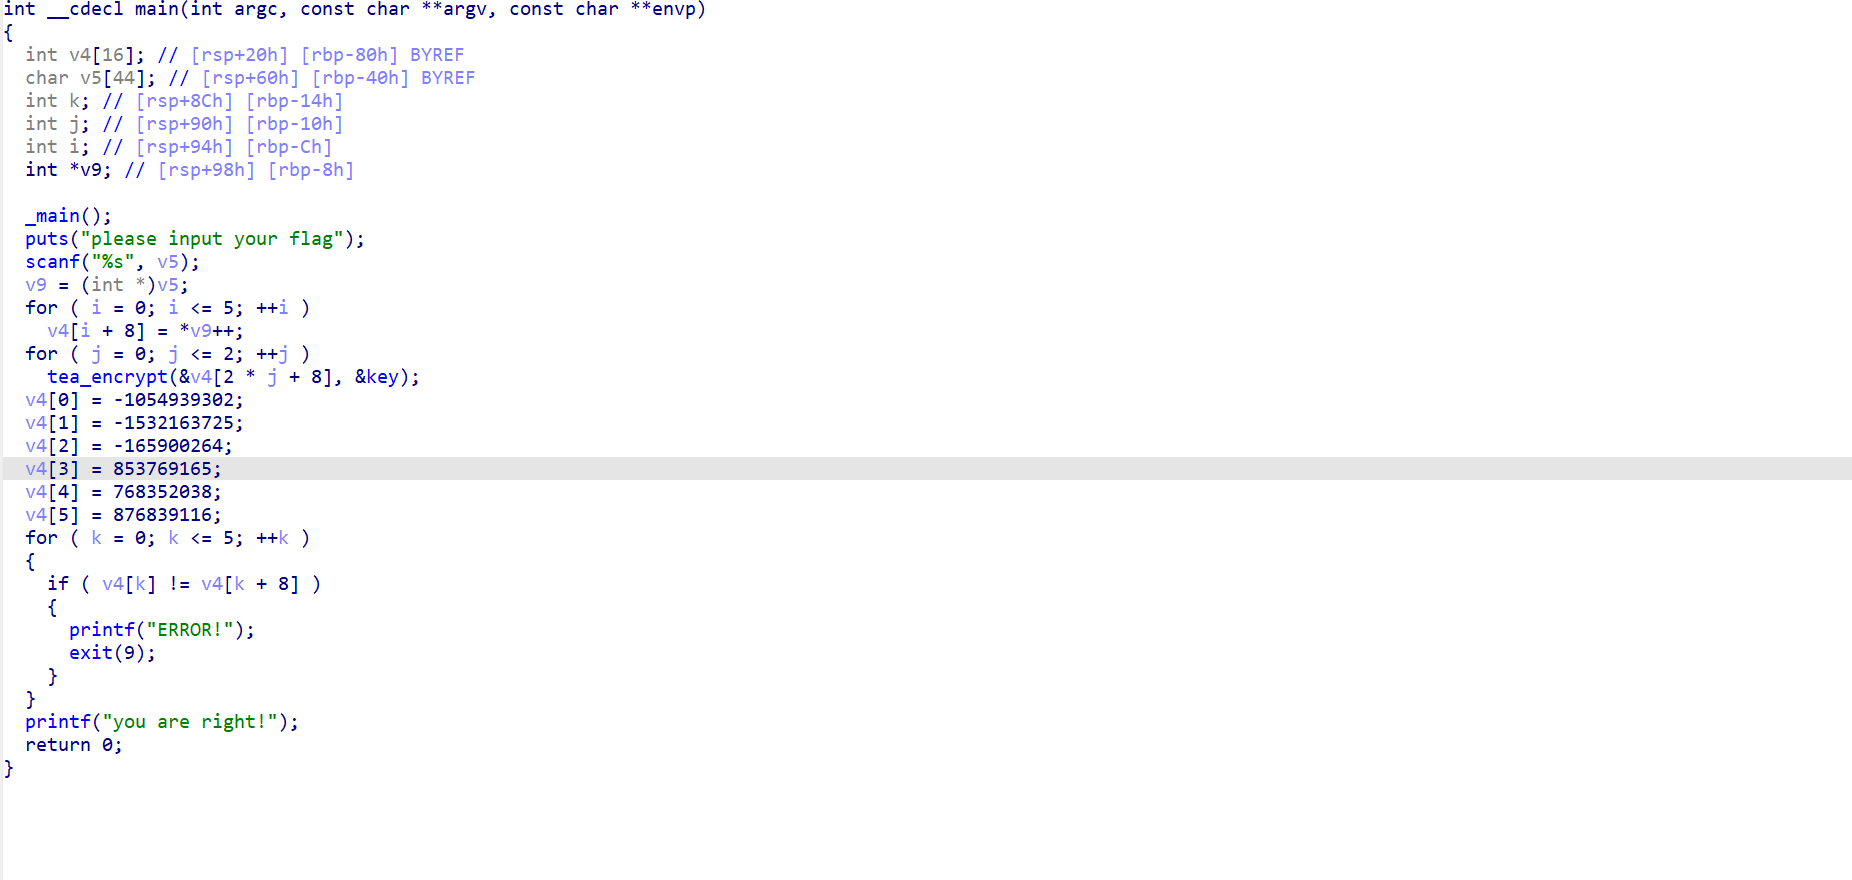 int __cdecl main(int argc, const char **argv, const char **envp)
{
  int v4[16]; // [rsp+20h] [rbp-80h] BYREF
  char v5[44]; // [rsp+60h] [rbp-40h] BYREF
  int k; // [rsp+8Ch] [rbp-14h]
  int j; // [rsp+90h] [rbp-10h]
  int i; // [rsp+94h] [rbp-Ch]
  int *v9; // [rsp+98h] [rbp-8h]

  _main();
  puts("please input your flag");
  scanf("%s", v5);
  v9 = (int *)v5;
  for ( i = 0; i <= 5; ++i )
    v4[i + 8] = *v9++;
  for ( j = 0; j <= 2; ++j )
    tea_encrypt(&v4[2 * j + 8], &key);
  v4[0] = -1054939302;
  v4[1] = -1532163725;
  v4[2] = -165900264;
  v4[3] = 853769165;
  v4[4] = 768352038;
  v4[5] = 876839116;
  for ( k = 0; k <= 5; ++k )
  {
    if ( v4[k] != v4[k + 8] )
    {
      printf("ERROR!");
      exit(9);
    }
  }
  printf("you are right!");
  return 0;
}